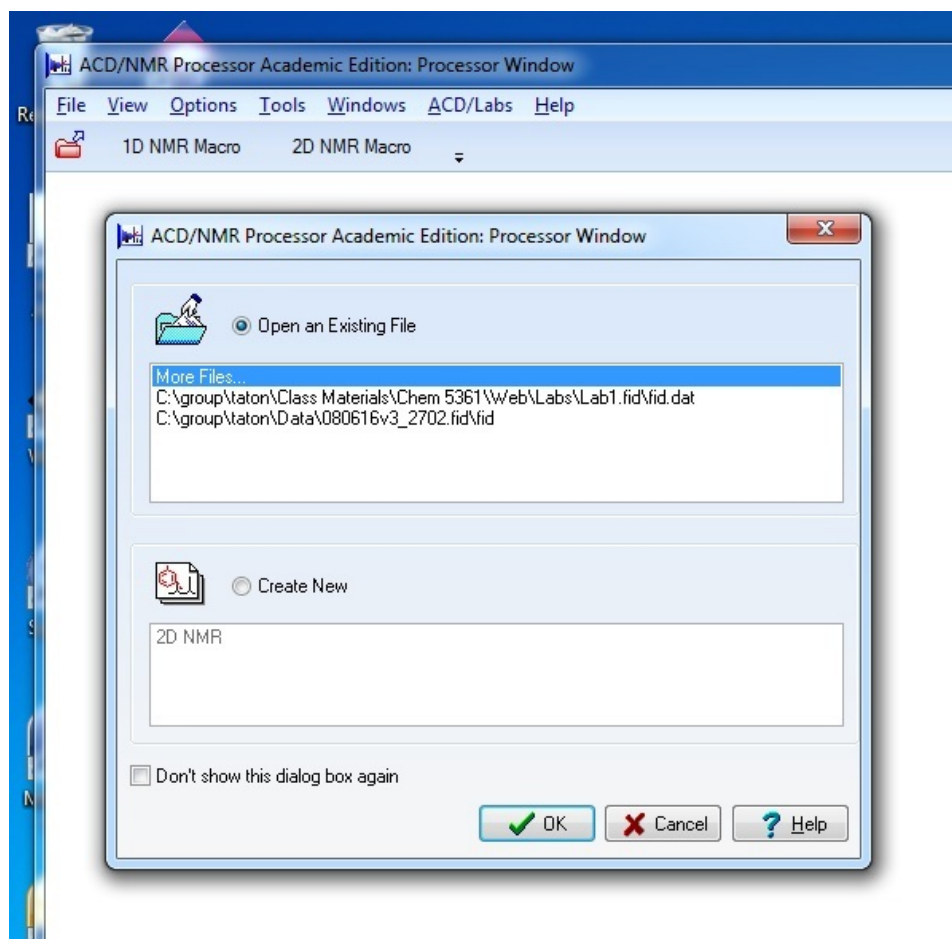 ACD/NMR Processor Academic Edition: Processor Window
File View Options Tools Windows ACD/Labs Help
1D NMR Macro 2D NMR Macro
ACD/NMR Processor Academic Edition: Processor Window
Open an Existing File
More Files...
C:\group\taton\Class Materials\Chem 5361\Web\Labs\Lab1.fid\fid.dat
C:\group\taton\Data\080616v3_2702.fid\fid
Create New
2D NMR
Don't show this dialog box again
OK Cancel Help